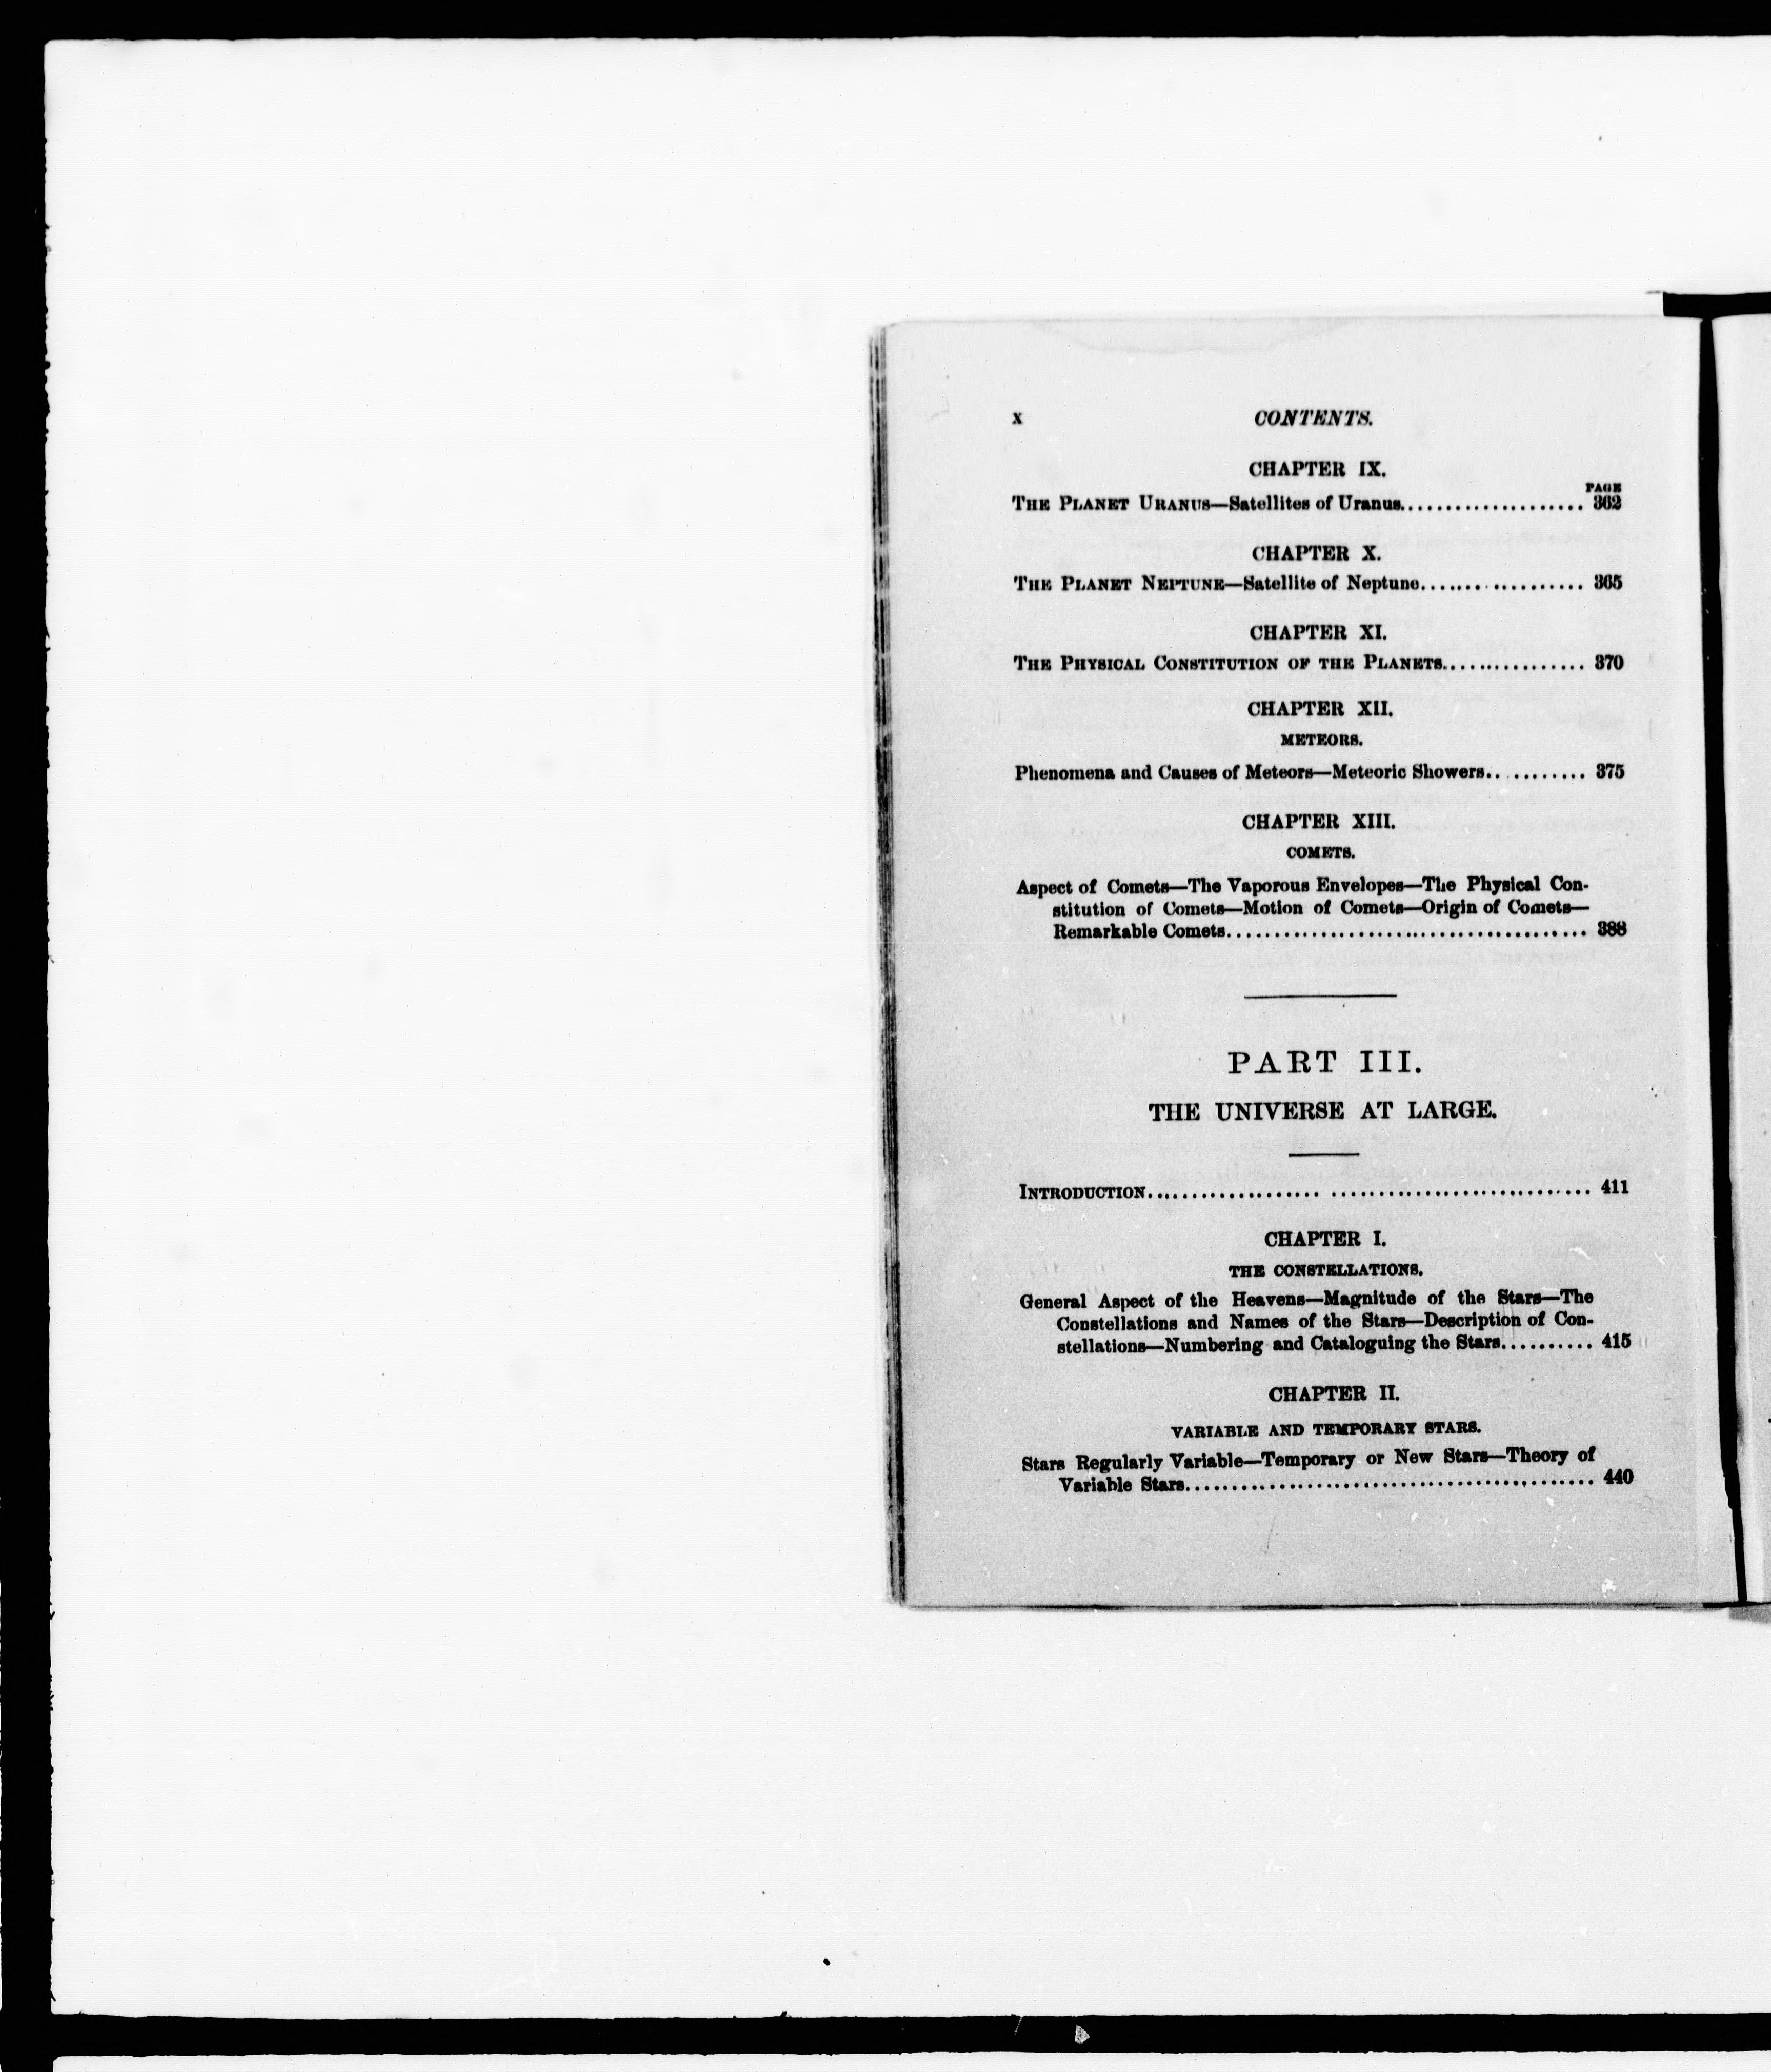 x CONTENTS.
CHAPTER IX.
PAGE
THE PLANET URANUS—Satellites of Uranus.................... 362
CHAPTER X.
THE PLANET NEPTUNE—Satellite of Neptune.................. 365
CHAPTER XI.
THE PHYSICAL CONSTITUTION OF THE PLANETS................ 370
CHAPTER XII.
METEORS.
Phenomena and Causes of Meteors—Meteoric Showers........... 375
CHAPTER XIII.
COMETS.
Aspect of Comets—The Vaporous Envelopes—The Physical Con-
stitution of Comets—Motion of Comets—Origin of Comets—
Remarkable Comets....................................... 388
PART III.
THE UNIVERSE AT LARGE.
INTRODUCTION................... ............................ 411
CHAPTER I.
THE CONSTELLATIONS.
General Aspect of the Heavens—Magnitude of the Stars—The
Constellations and Names of the Stars—Description of Con-
stellations—Numbering and Cataloguing the Stars.......... 415
CHAPTER II.
VARIABLE AND TEMPORARY STARS.
Stars Regularly Variable—Temporary or New Stars—Theory of
Variable Stars............................................ 440